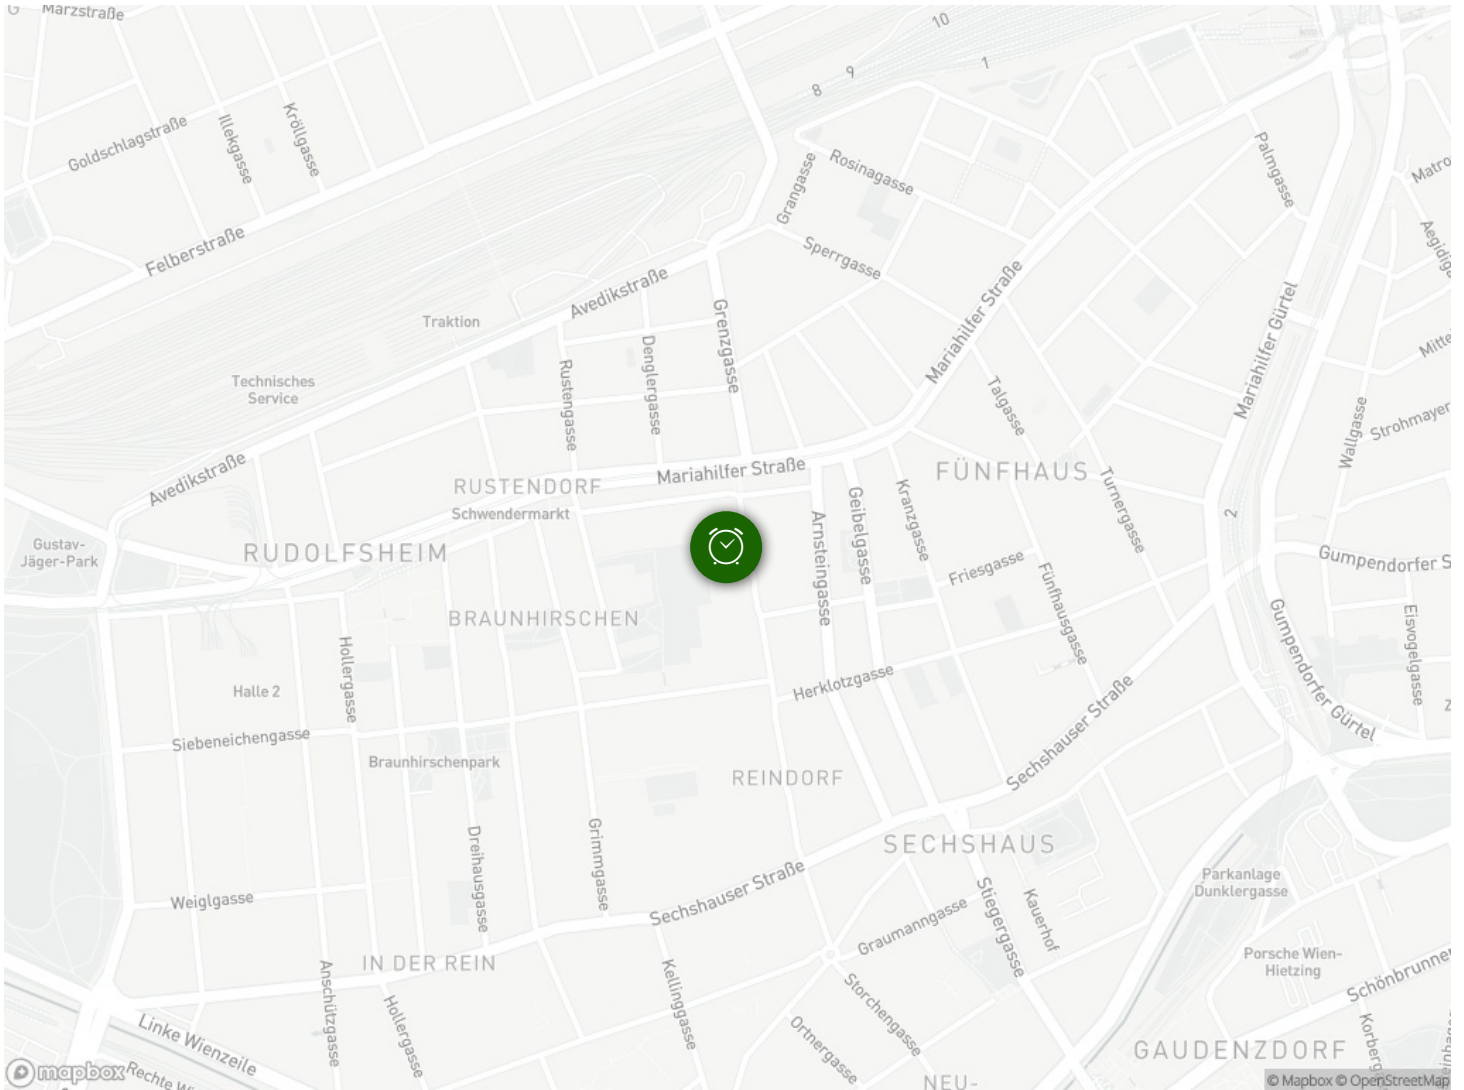 G
Märzstraße
10
9
8
1
Goldschlagstraße
Illekgasse
Kröllgasse
Rosinagasse
Grangasse
Palmgasse
Matro
Aegidig
Felberstraße
Sperrgasse
Avedikstraße
Mariahilfer Straße
Mariahilfer Gürtel
Traktion
Grenzgasse
Denglergasse
Rustengasse
Mitte
Technisches
Service
Talgasse
Wallgasse
Strohmayer
Avedikstraße
Mariahilfer Straße
FÜNFHAUS
RUSTENDORF
Schwendermarkt
Kranzgasse
Geibelgasse
Turnergasse
2
Arnsteingasse
Gustav-
Jäger-Park
RUDOLFSHEIM
Gumpendorfer S
Friesgasse
Fünfhausgasse
BRAUNHIRSCHEN
Eisvogelgasse
Gumpendorfer Gürtel
Hollergasse
Halle 2
Herklotzgasse
Z
Siebeneichengasse
Sechshauser Straße
Braunhirschenpark
REINDORF
Dreihausgasse
Grimmgasse
SECHSHAUS
Sechshauser Straße
Parkanlage
Dunklergasse
Weiglgasse
Stiegergasse
Kauerhof
Graumanngasse
IN DER REIN
Porsche Wien-
Hietzing
Schönbrunner
Anschützgasse
Hollergasse
Kellinggasse
Storchengasse
Ortnergasse
Linke Wienzeile
Rechte W
Korberg
GAUDENZDORF
NEU-
mapbox
© Mapbox © OpenStreetMap